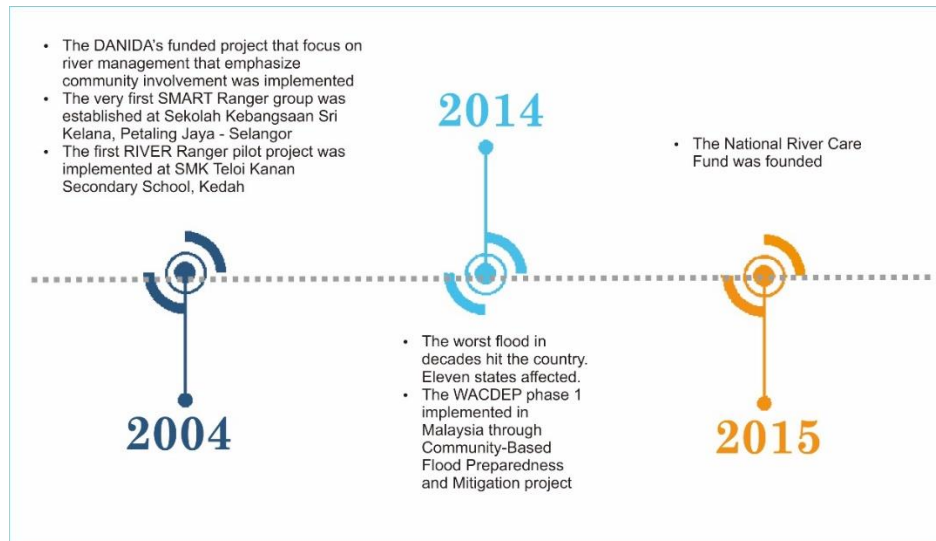 • The DANIDA's funded project that focus on
river management that emphasize
community involvement was implemented
• The very first SMART Ranger group was
established at Sekolah Kebangsaan Sri
Kelana, Petaling Jaya - Selangor
• The first RIVER Ranger pilot project was
implemented at SMK Teloi Kanan
Secondary School, Kedah
2004
2014
• The worst flood in
decades hit the country.
Eleven states affected.
• The WACDEP phase 1
implemented in
Malaysia through
Community-Based
Flood Preparedness
and Mitigation project
• The National River Care
Fund was founded
2015